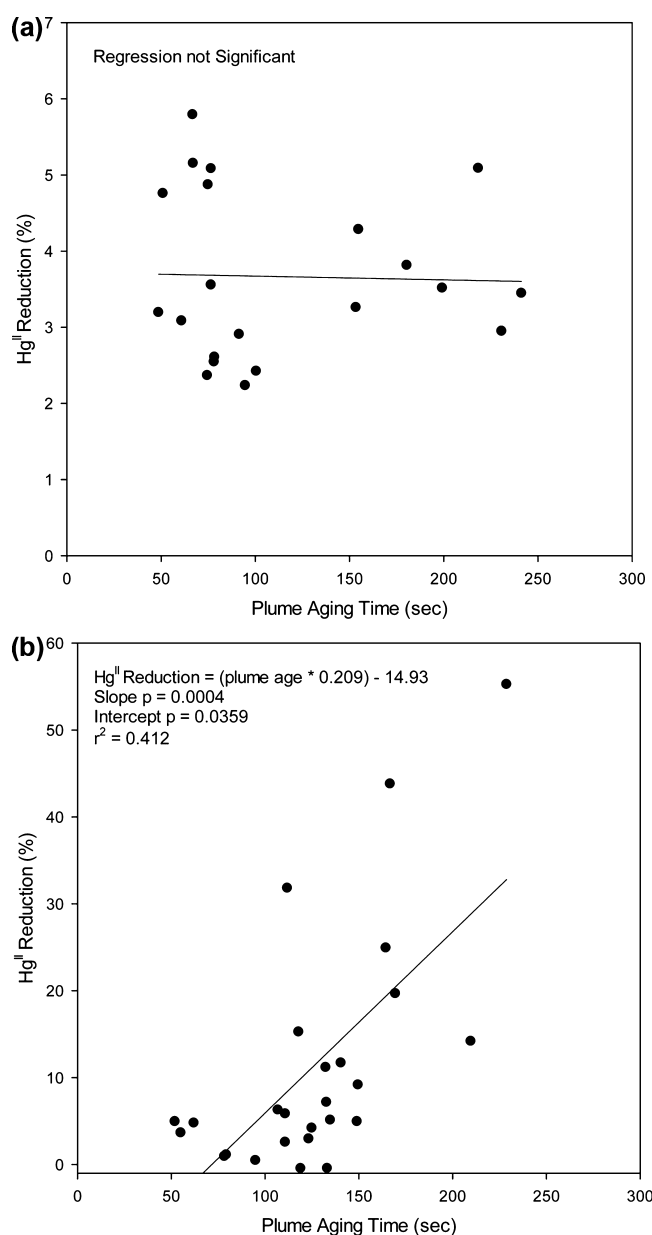 (a)
7
6
5
4
3
2
1
0
Regression not Significant
Hg^II Reduction (%)
0 50 100 150 200 250 300
Plume Aging Time (sec)
(b)
60
50
40
30
20
10
0
Hg^II Reduction = (plume age * 0.209) - 14.93
Slope p = 0.0004
Intercept p = 0.0359
r^2 = 0.412
Hg^II Reduction (%)
0 50 100 150 200 250 300
Plume Aging Time (sec)